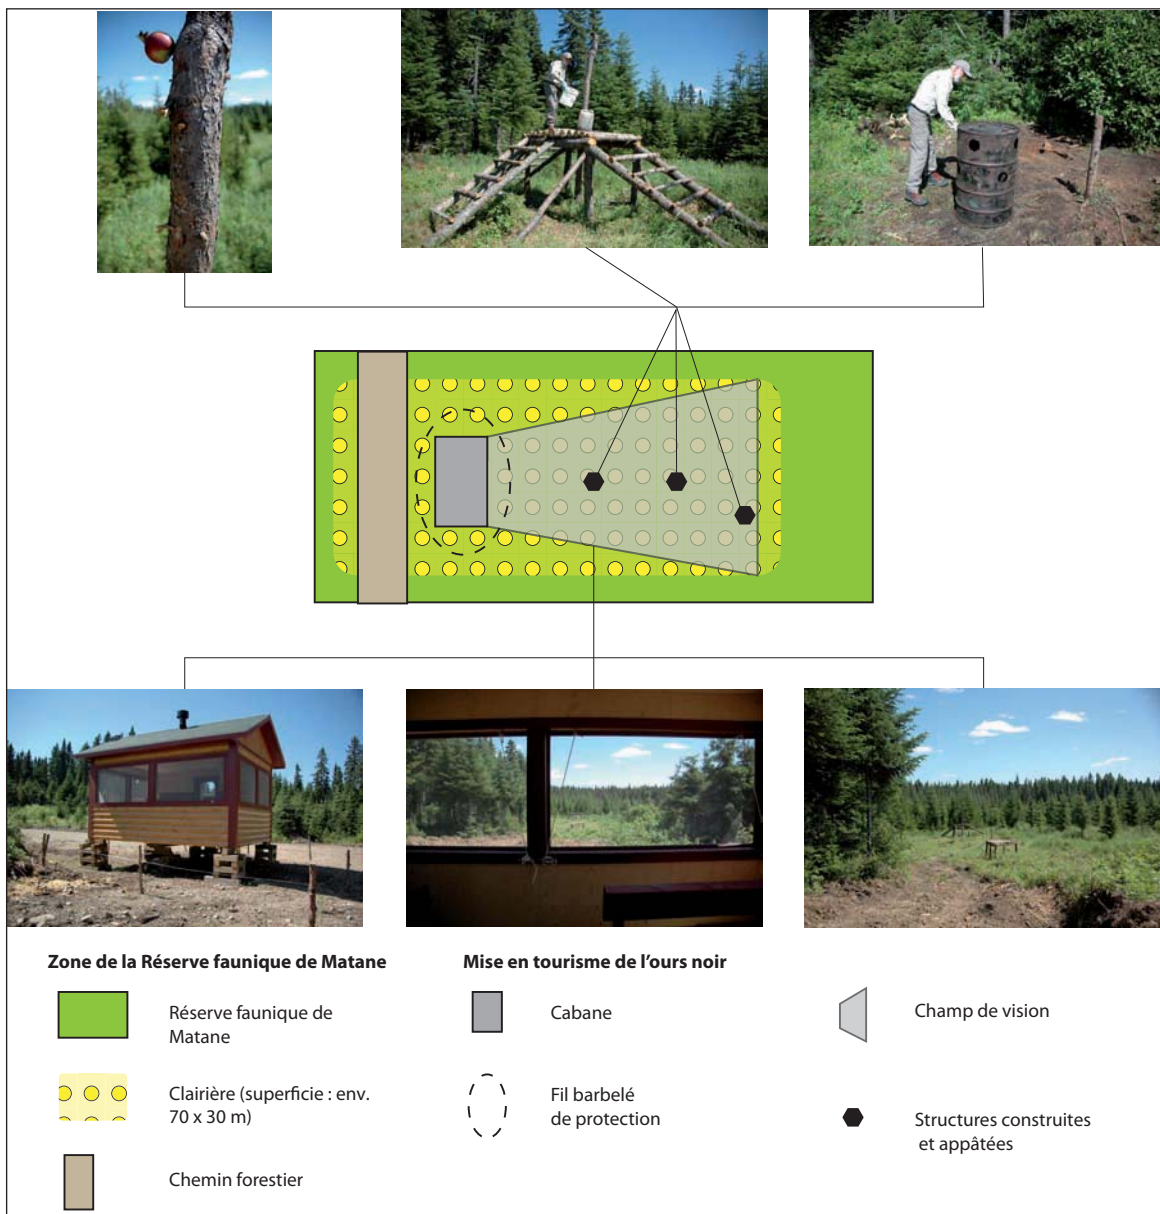 Zone de la Réserve faunique de Matane
Réserve faunique de
Matane
Clairière (superficie : env.
70 x 30 m)
Chemin forestier
Mise en tourisme de l'ours noir
Cabane
Fil barbelé
de protection
Champ de vision
Structures construites
et appâtées